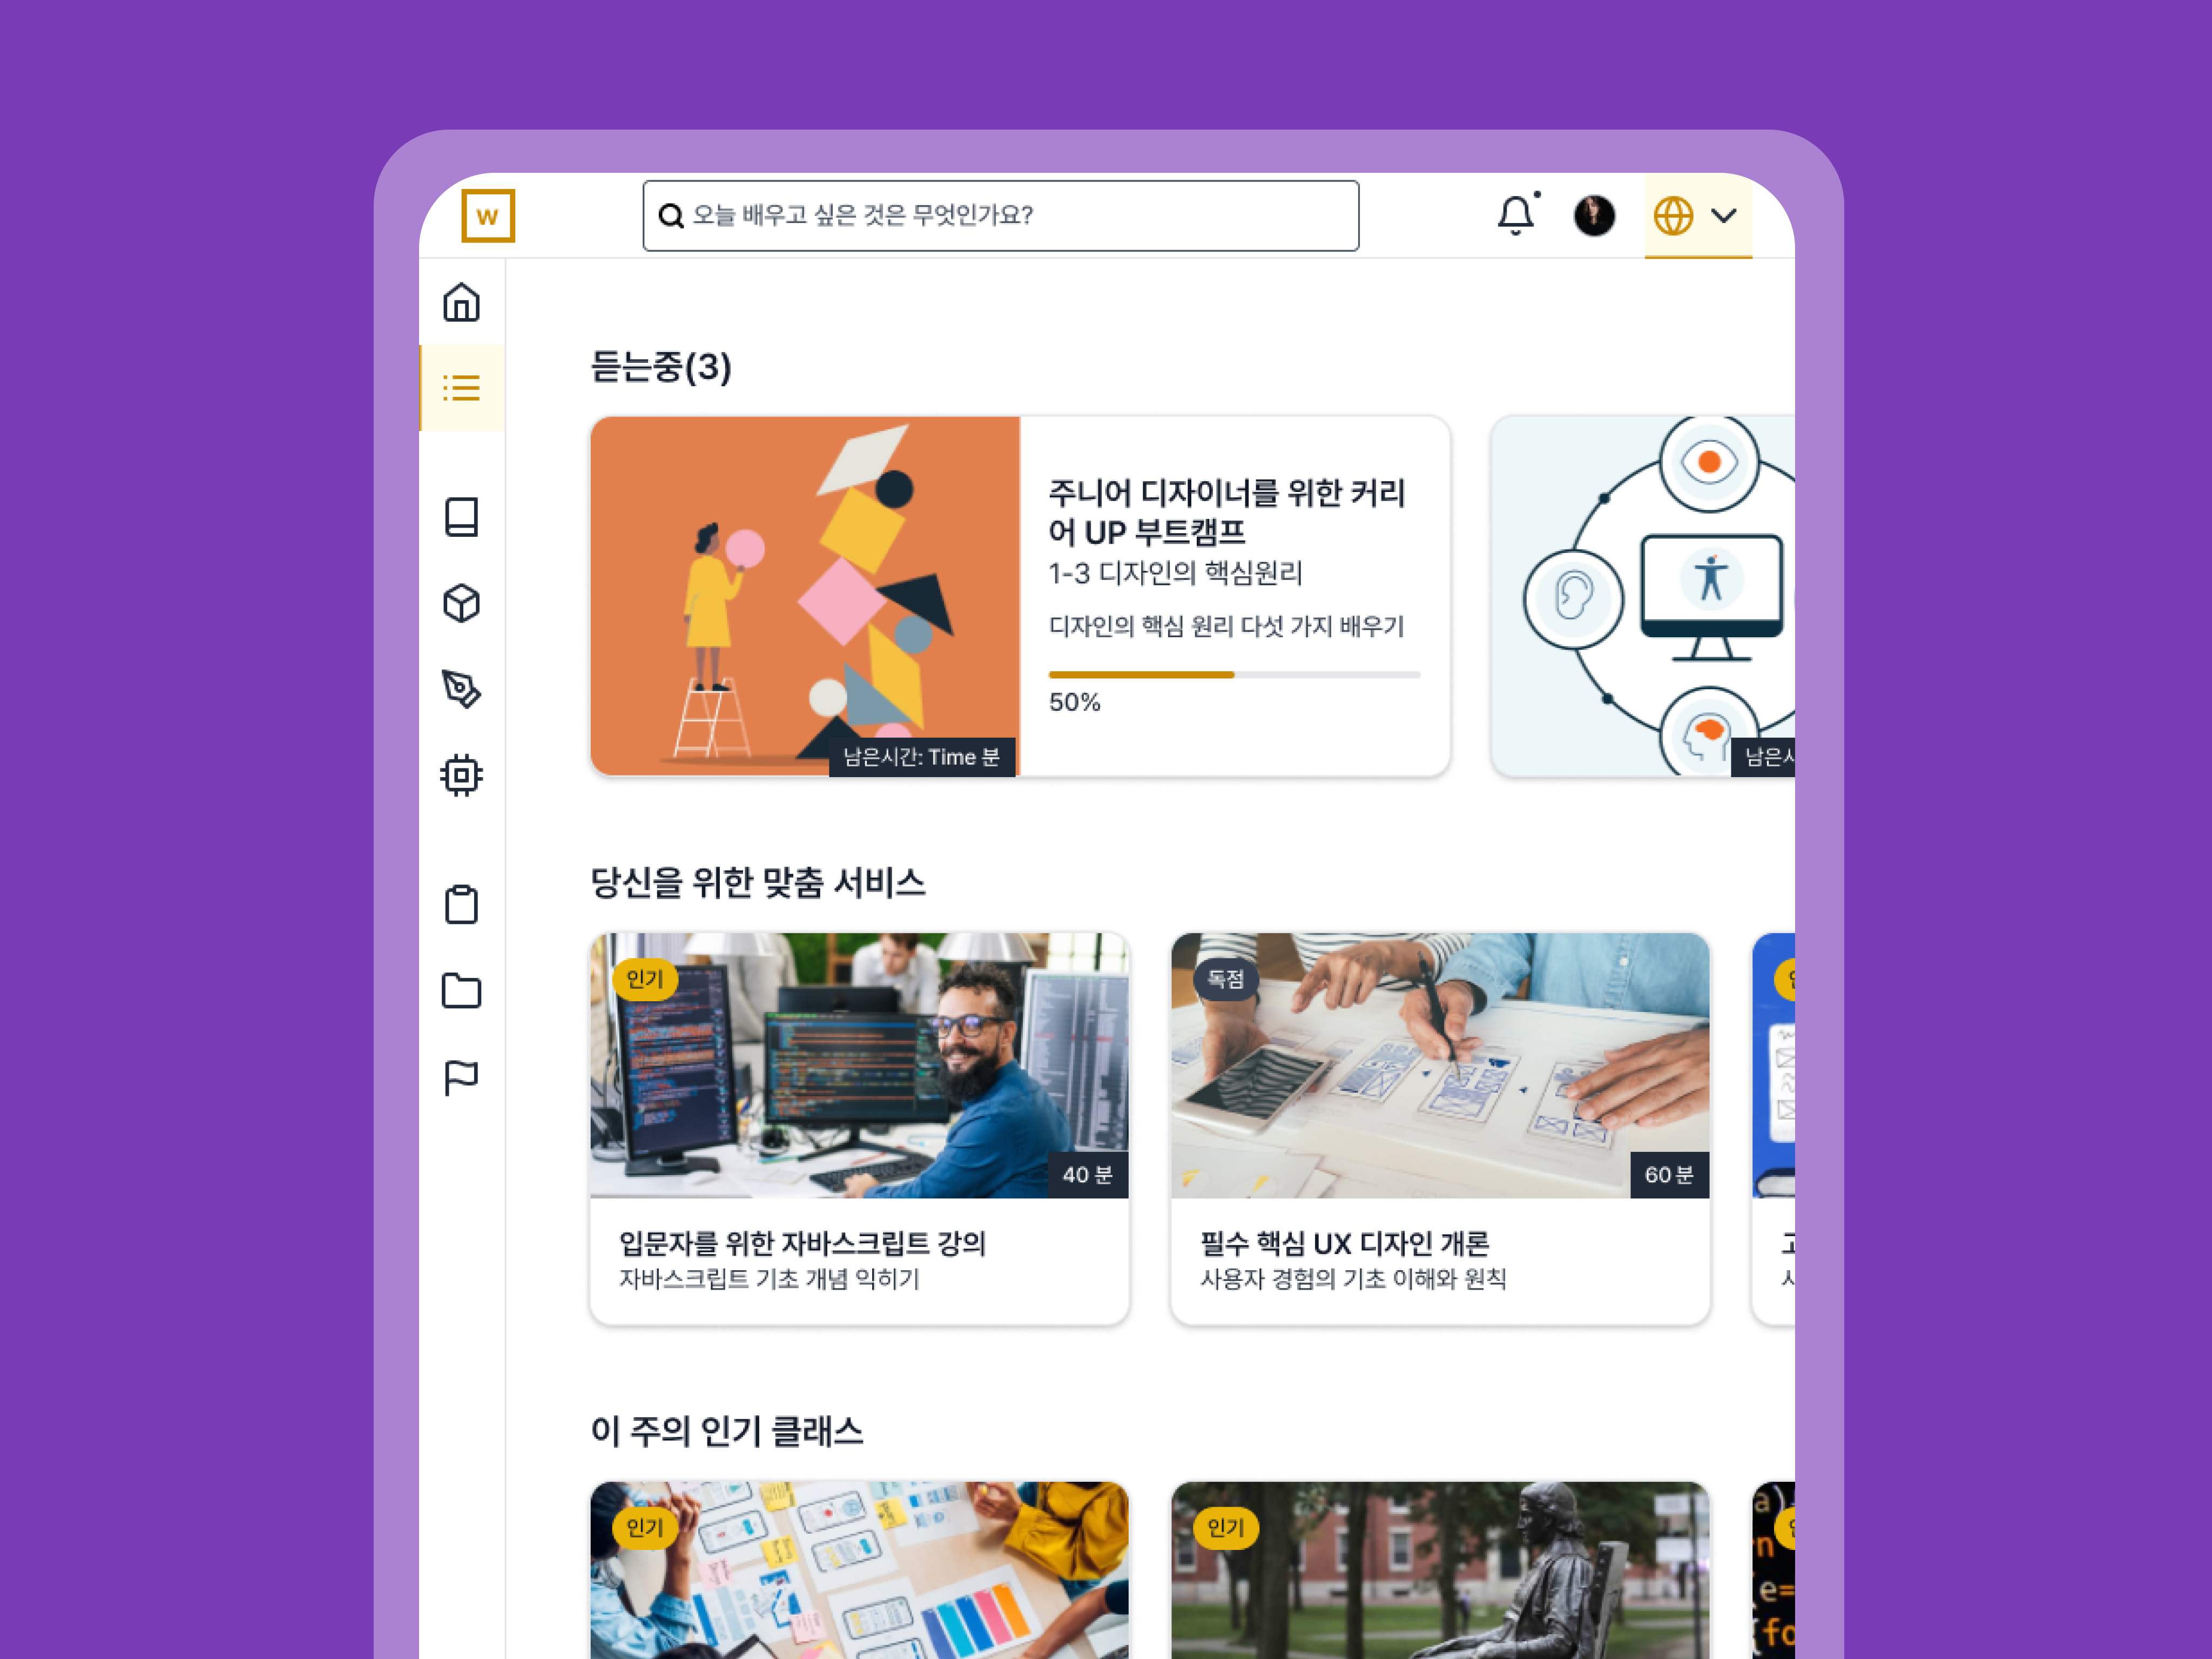 W
오늘 배우고 싶은 것은 무엇인가요?
듣는중(3)
주니어 디자이너를 위한 커리
어 UP 부트캠프
1-3 디자인의 핵심원리
디자인의 핵심 원리 다섯 가지 배우기
50%
남은시간: Time 분
당신을 위한 맞춤 서비스
인기
독점
40 분
60 분
입문자를 위한 자바스크립트 강의
자바스크립트 기초 개념 익히기
필수 핵심 UX 디자인 개론
사용자 경험의 기초 이해와 원칙
이 주의 인기 클래스
인기
인기